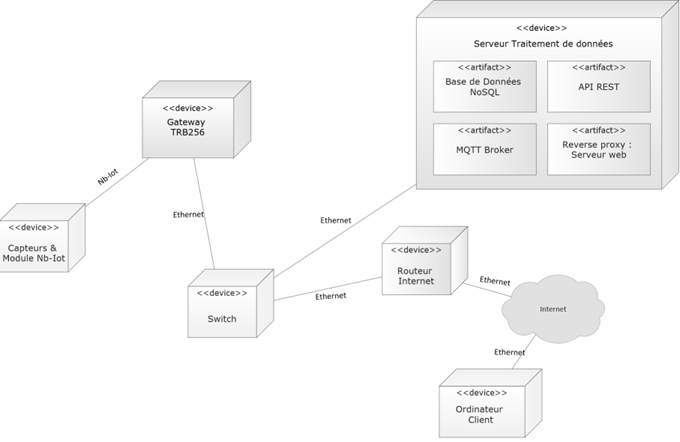 <<device>>
Serveur Traitement de données
<<artifact>>
Base de Données
NoSQL
<<artifact>>
API REST
<<artifact>>
MQTT Broker
<<artifact>>
Reverse proxy :
Serveur web
<<device>>
Gateway
TRB256
Nb-Iot
Ethernet
<<device>>
Capteurs &
Module Nb-Iot
Ethernet
<<device>>
Switch
Ethernet
<<device>>
Routeur
Internet
Ethernet
Internet
Ethernet
<<device>>
Ordinateur
Client